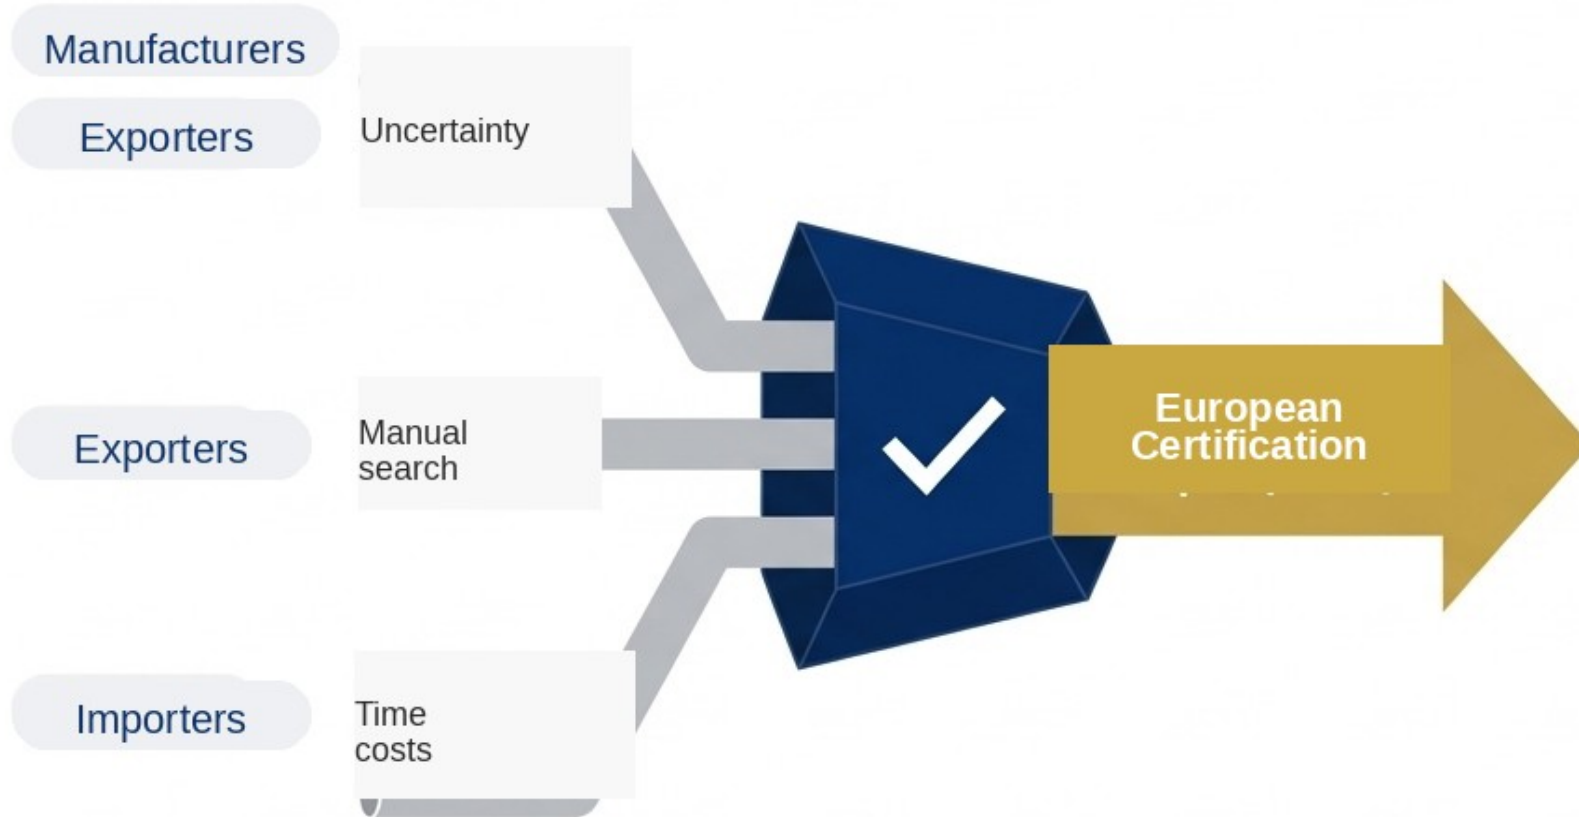 Manufacturers
Exporters
Uncertainty
Exporters
Manual
search
European
Certification
Importers
Time
costs